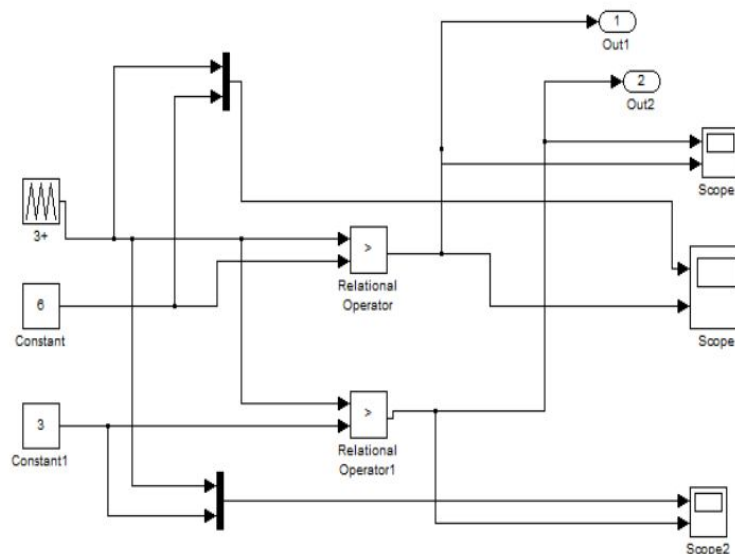 1
Out1
2
Out2
Scope
3+
>
Relational
Operator
6
Constant
Scope
3
Constant1
>
Relational
Operator1
Scope2